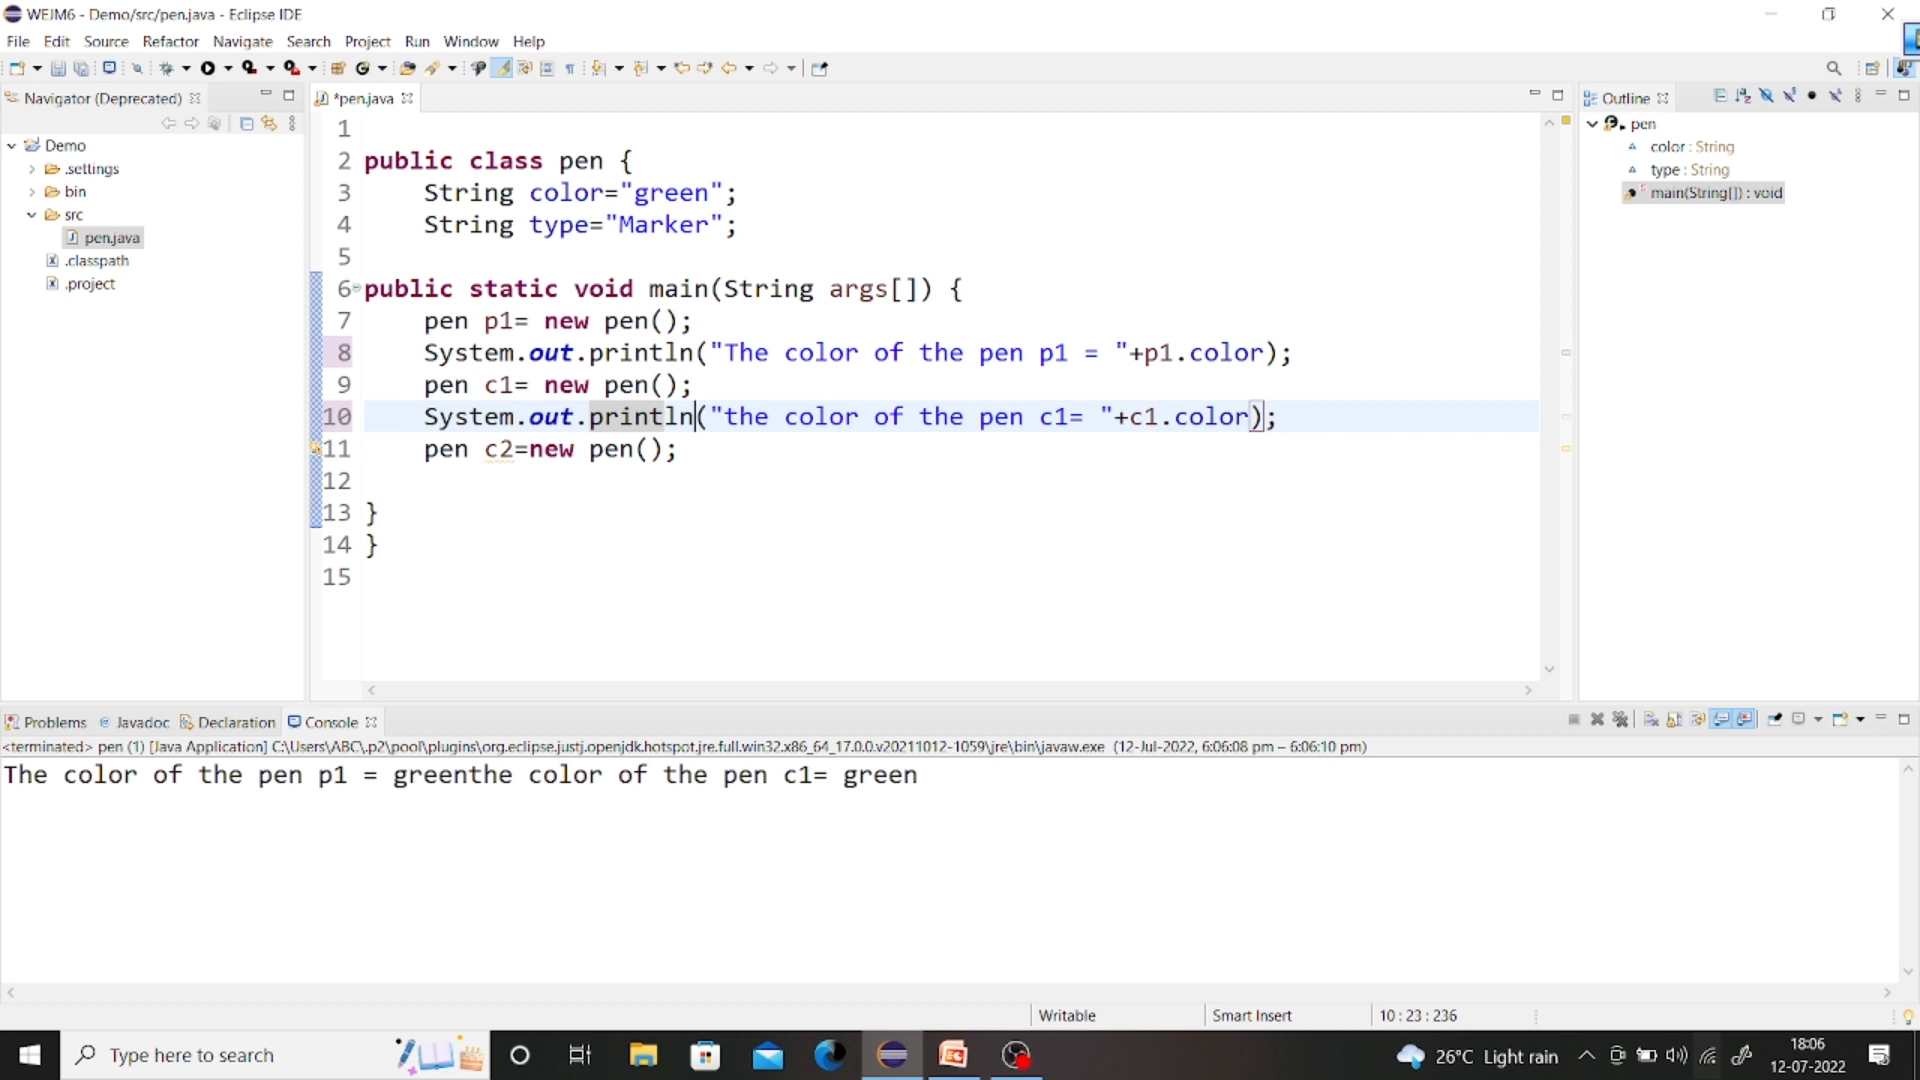 WEJM6 - Demo/src/pen.java - Eclipse IDE
File Edit Source Refactor Navigate Search Project Run Window Help
Navigator (Deprecated)
*pen.java
Outline
Demo
.settings
bin
src
pen.java
.classpath
.project
1
2 public class pen {
3 String color="green";
4 String type="Marker";
5
6 public static void main(String args[]) {
7 pen p1= new pen();
8 System.out.println("The color of the pen p1 = "+p1.color);
9 pen c1= new pen();
10 System.out.println("the color of the pen c1= "+c1.color);
11 pen c2=new pen();
12
13 }
14 }
15
pen
color : String
type : String
main(String[]) : void
Problems Javadoc Declaration Console
<terminated> pen (1) [Java Application] C:\Users\ABC\.p2\pool\plugins\org.eclipse.justj.openjdk.hotspot.jre.full.win32.x86_64_17.0.0.v20211012-1059\jre\bin\javaw.exe (12-Jul-2022, 6:06:08 pm – 6:06:10 pm)
The color of the pen p1 = greenthe color of the pen c1= green
Writable Smart Insert 10 : 23 : 236
Type here to search
26°C Light rain
18:06
12-07-2022